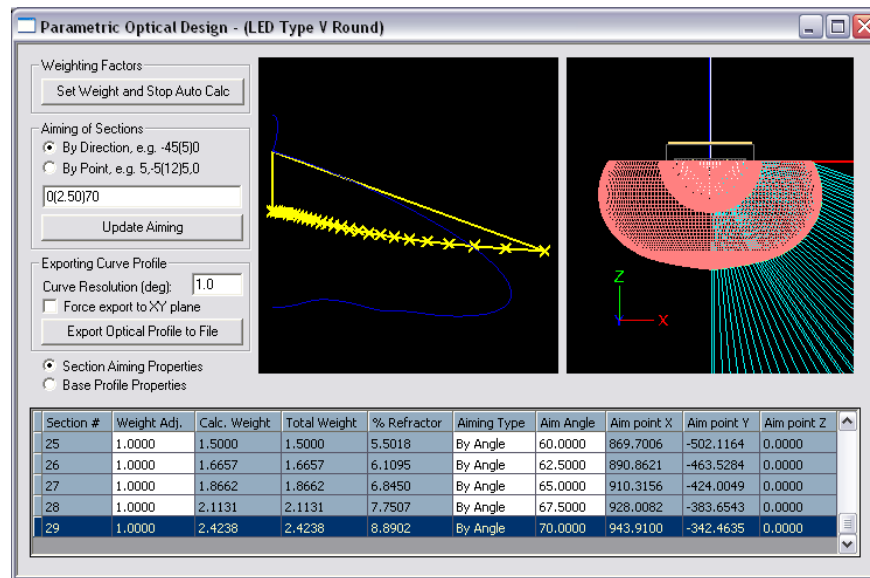 Parametric Optical Design - (LED Type V Round)
Weighting Factors
Set Weight and Stop Auto Calc
Aiming of Sections
By Direction, e.g. -45(5)0
By Point, e.g. 5,-5(12)5,0
0(2.50)70
Update Aiming
Exporting Curve Profile
Curve Resolution (deg): 1.0
Force export to XY plane
Export Optical Profile to File
Section Aiming Properties
Base Profile Properties
Z
Y X
Section # Weight Adj. Calc. Weight Total Weight % Refractor Aiming Type Aim Angle Aim point X Aim point Y Aim point Z
25 1.0000 1.5000 1.5000 5.5018 By Angle 60.0000 869.7006 -502.1164 0.0000
26 1.0000 1.6657 1.6657 6.1095 By Angle 62.5000 890.8621 -463.5284 0.0000
27 1.0000 1.8662 1.8662 6.8450 By Angle 65.0000 910.3156 -424.0049 0.0000
28 1.0000 2.1131 2.1131 7.7507 By Angle 67.5000 928.0082 -383.6543 0.0000
29 1.0000 2.4238 2.4238 8.8902 By Angle 70.0000 943.9100 -342.4635 0.0000